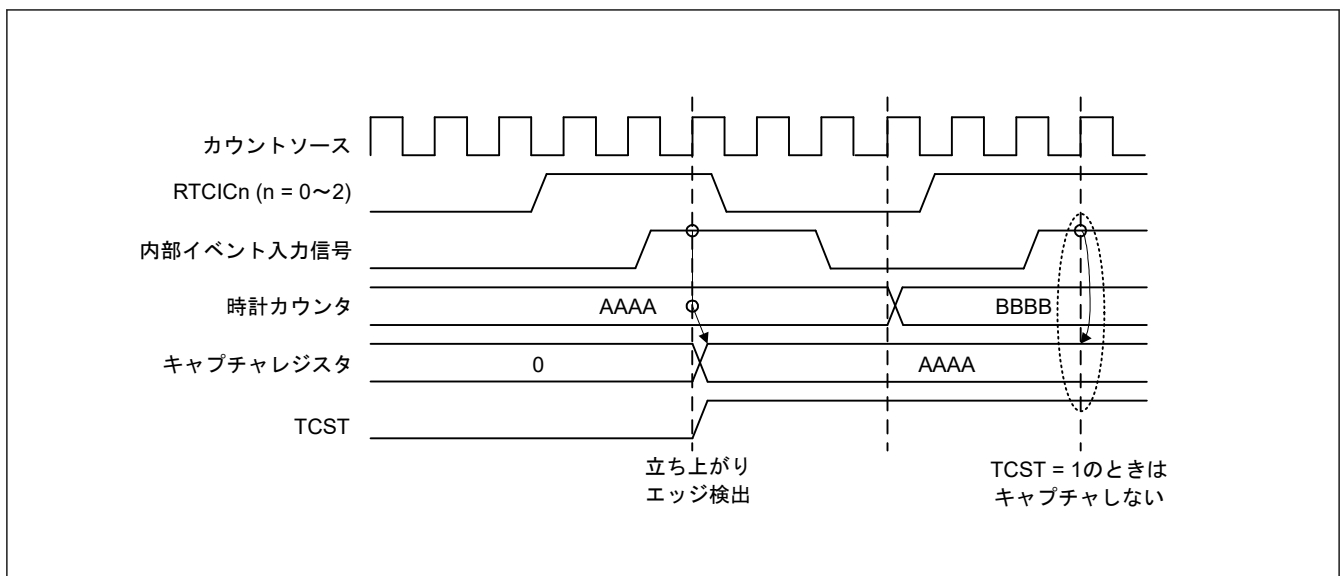 カウントソース
RTCICn (n = 0～2)
内部イベント入力信号
時計カウンタ
AAAA
BBBB
キャプチャレジスタ
0
AAAA
TCST
立ち上がり
エッジ検出
TCST = 1のときは
キャプチャしない